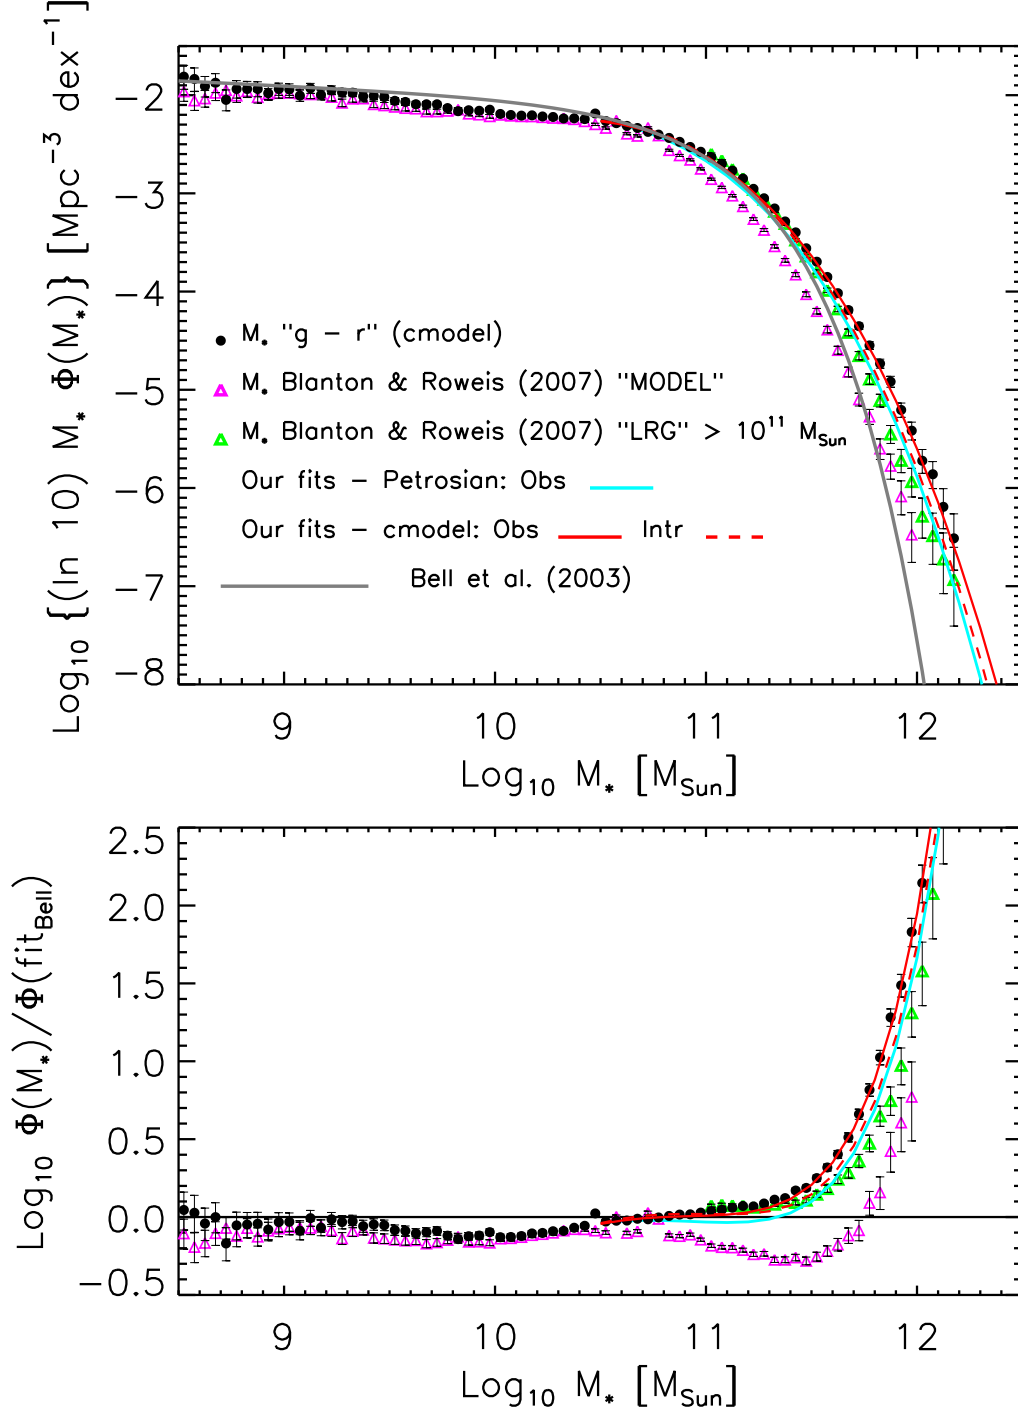 Log10 {(ln 10) M* Φ(M*)} [Mpc−3 dex−1]
−2
−3
−4
−5
−6
−7
−8
M* "g − r" (cmodel)
M* Blanton & Roweis (2007) "MODEL"
M* Blanton & Roweis (2007) "LRG" > 10^11 MSun
Our fits − Petrosian: Obs
Our fits − cmodel: Obs Intr
Bell et al. (2003)
9 10 11 12
Log10 M* [MSun]
Log10 Φ(M*)/Φ(fitBell)
2.5
2.0
1.5
1.0
0.5
0.0
−0.5
9 10 11 12
Log10 M* [MSun]